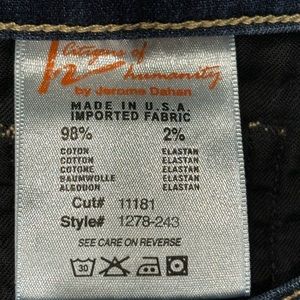 Citizens of
humanity
by Jerome Dahan
MADE IN U.S.A.
IMPORTED FABRIC
98% 2%
COTON ELASTAN
COTTON ELASTAN
COTONE ELASTAN
BAUMWOLLE ELASTAN
ALGODON ELASTAN
Cut# 11181
Style# 1278-243
SEE CARE ON REVERSE
30